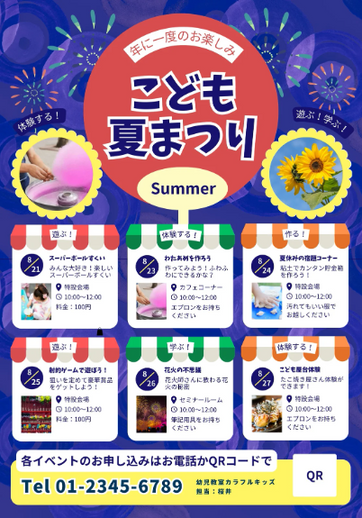 年に一度のお楽しみ
こども
夏まつり
Summer
体験する!
遊ぶ!学ぶ!
遊ぶ!
8/21
スーパーボールすくい
みんな大好き!楽しい
スーパーボールすくい
特設会場
10:00〜12:00
料金:100円
体験する!
8/23
わたあめを作ろう
作ってみよう!ふわふ
わにできるかな?
カフェコーナー
10:00〜12:00
エプロンをお持ち
ください
作る!
8/24
夏休みの宿題コーナー
粘土でカンタン貯金箱
を作ろう!
特設会場
10:00〜12:00
汚れてもいい服で
お越しください
遊ぶ!
8/25
射的ゲームで遊ぼう!
狙いを定めて豪華賞品
をゲットしよう!
特設会場
10:00〜12:00
料金:100円
学ぶ!
8/26
花火の不思議
花火師さんに教わる花
火の秘密
セミナールーム
10:00〜12:00
筆記用具をお持ち
ください
体験する!
8/27
こども屋台体験
たこ焼き屋さん体験が
できます!
特設会場
10:00〜12:00
エプロンをお持ち
ください
各イベントのお申し込みはお電話かQRコードで
Tel 01-2345-6789
幼児教室カラフルキッズ
担当:桜井
QR